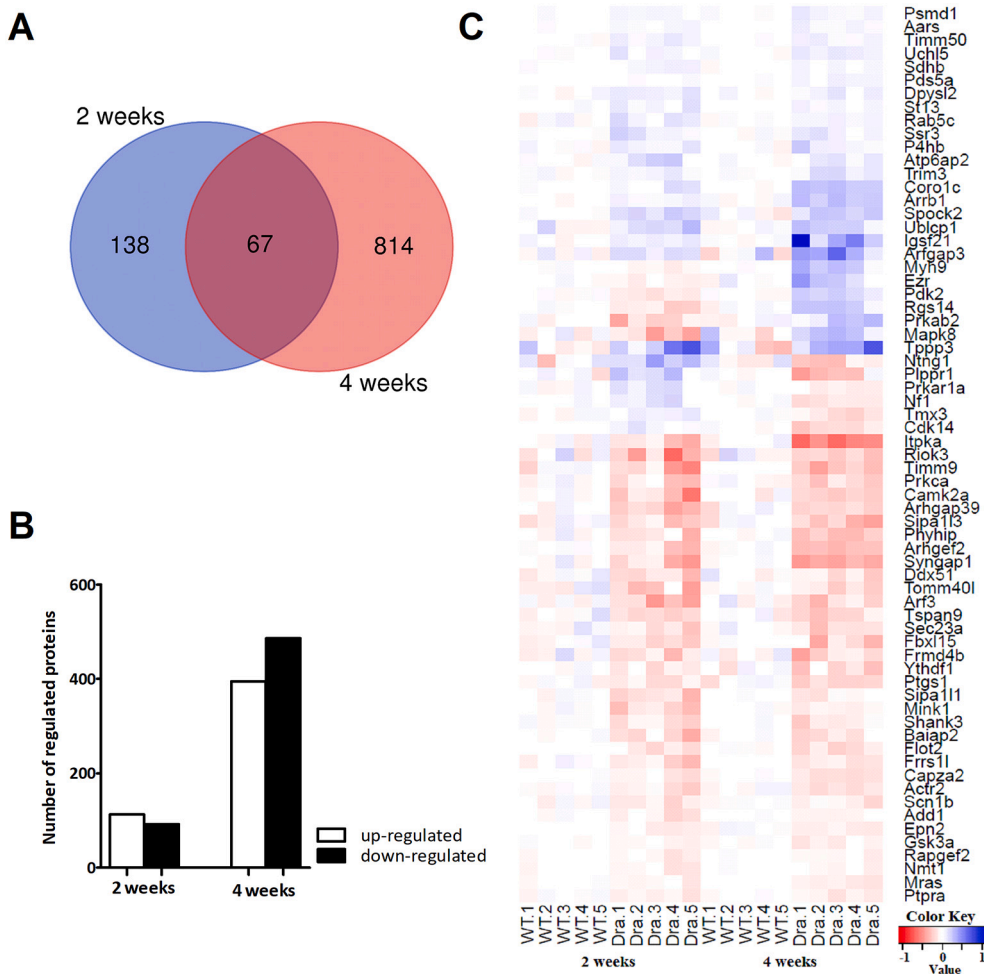 A
2 weeks
138
67
814
4 weeks
B
Number of regulated proteins
600
400
200
0
2 weeks
4 weeks
up-regulated
down-regulated
C
Psmd1
Aars
Timm50
Uchl5
Sdhb
Pds5a
Dpysl2
St13
Rab5c
Ssr3
P4hb
Atp6ap2
Trim3
Coro1c
Arrb1
Spock2
Ublcp1
Igsf21
Arfgap3
Myh9
Ezr
Pdk2
Rgs14
Prkab2
Mapk8
Tppp3
Ntng1
Plppr1
Prkar1a
Nf1
Tmx3
Cdk14
Itpka
Riok3
Timm9
Prkca
Camk2a
Arhgap39
Sipa1l3
Phyhip
Arhgef2
Syngap1
Ddx51
Tomm40l
Arf3
Tspan9
Sec23a
Fbxl15
Frmd4b
Ythdf1
Ptgs1
Sipa1l1
Mink1
Shank3
Baiap2
Flot2
Frrs1l
Capza2
Actr2
Scn1b
Add1
Epn2
Gsk3a
Rapgef2
Nmt1
Mras
Ptpra
WT.1 WT.2 WT.3 WT.4 WT.5 Dra.1 Dra.2 Dra.3 Dra.4 Dra.5 WT.1 WT.2 WT.3 WT.4 WT.5 Dra.1 Dra.2 Dra.3 Dra.4 Dra.5
2 weeks 4 weeks
Color Key
-1 0 1
Value